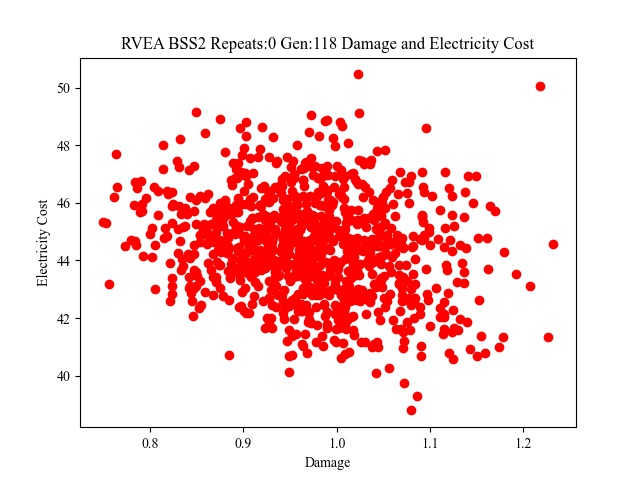 RVEA BSS2 Repeats:0 Gen:118 Damage and Electricity Cost
50
48
46
44
42
40
Electricity Cost
0.8 0.9 1.0 1.1 1.2
Damage